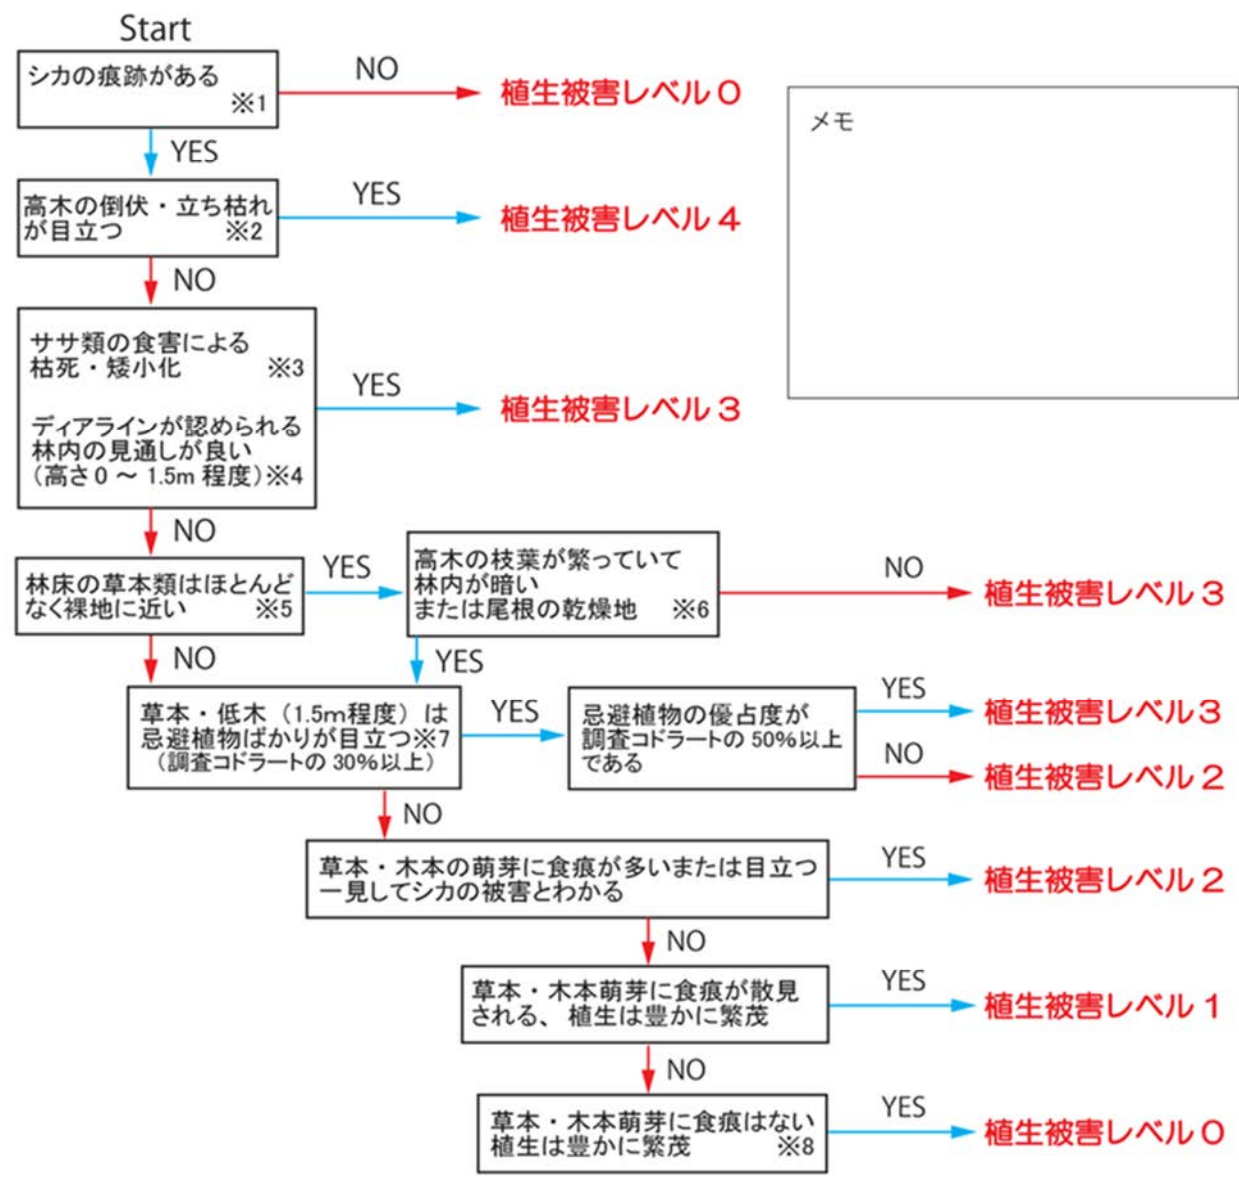 Start
シカの痕跡がある
※1
NO
植生被害レベル0
メモ
YES
高木の倒伏・立ち枯れ
が目立つ ※2
YES
植生被害レベル4
NO
ササ類の食害による
枯死・矮小化 ※3
ディアラインが認められる
林内の見通しが良い
(高さ0～1.5m 程度)※4
YES
植生被害レベル3
NO
林床の草本類はほとんど
なく裸地に近い ※5
YES
高木の枝葉が繁っていて
林内が暗い
または尾根の乾燥地 ※6
NO
植生被害レベル3
NO
YES
草本・低木（1.5m程度）は
忌避植物ばかりが目立つ※7
（調査コドラートの30%以上）
YES
忌避植物の優占度が
調査コドラートの50%以上
である
YES
植生被害レベル3
NO
植生被害レベル2
NO
草本・木本の萌芽に食痕が多いまたは目立つ
一見してシカの被害とわかる
YES
植生被害レベル2
NO
草本・木本萌芽に食痕が散見
される、植生は豊かに繁茂
YES
植生被害レベル1
NO
草本・木本萌芽に食痕はない
植生は豊かに繁茂 ※8
YES
植生被害レベル0